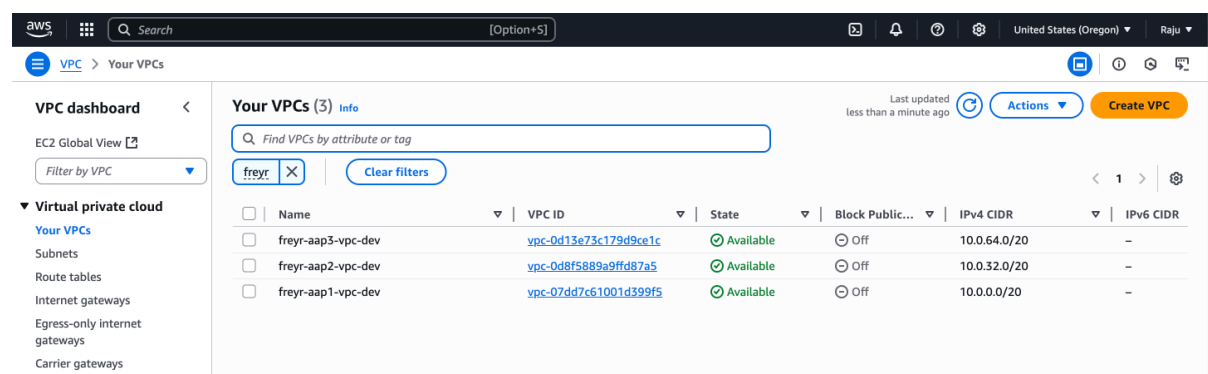 aws Search [Option+S] United States (Oregon) ▼ Raju ▼
VPC > Your VPCs
VPC dashboard <
EC2 Global View
Filter by VPC ▼
▼ Virtual private cloud
Your VPCs
Subnets
Route tables
Internet gateways
Egress-only internet
gateways
Carrier gateways
Your VPCs (3) Info
Last updated
less than a minute ago
Actions ▼
Create VPC
Find VPCs by attribute or tag
freyr X Clear filters
< 1 >
Name VPC ID State Block Public... IPv4 CIDR IPv6 CIDR
freyr-aap3-vpc-dev vpc-0d13e73c179d9ce1c Available Off 10.0.64.0/20 –
freyr-aap2-vpc-dev vpc-0d8f5889a9ffd87a5 Available Off 10.0.32.0/20 –
freyr-aap1-vpc-dev vpc-07dd7c61001d399f5 Available Off 10.0.0.0/20 –